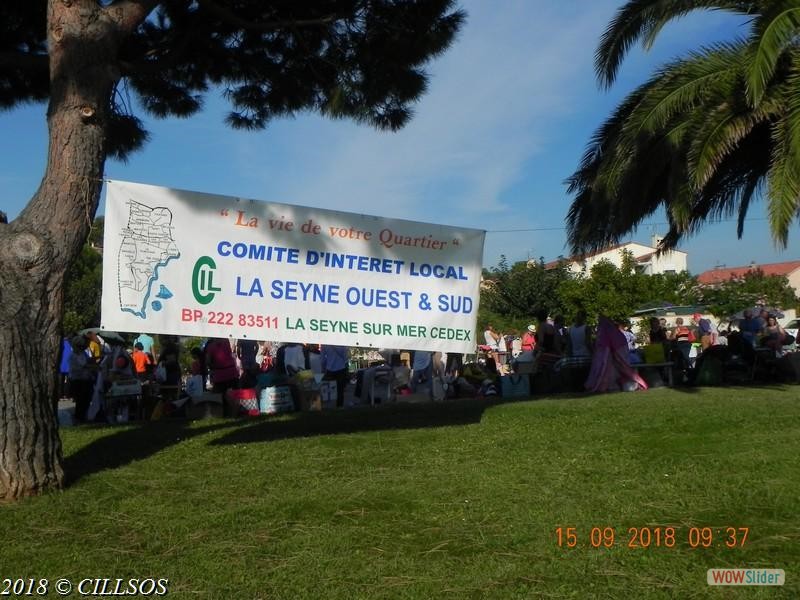 " La vie de votre Quartier "
COMITE D'INTERET LOCAL
CIL LA SEYNE OUEST & SUD
BP 222 83511 LA SEYNE SUR MER CEDEX
15.09.2018 09:37
WOWSlider
2018 © CILLSOS